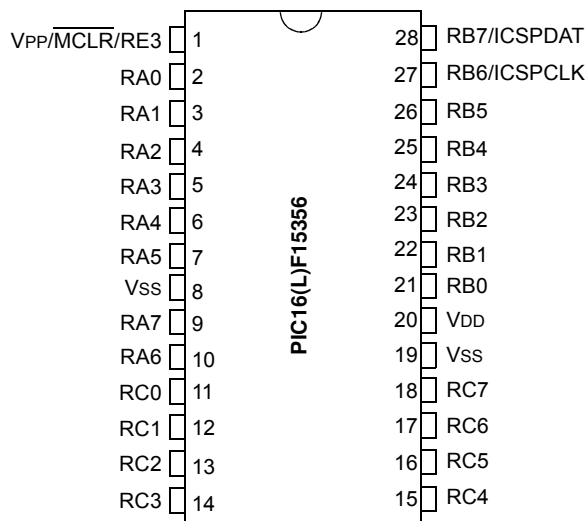 VPP/MCLR/RE3 1 28 RB7/ICSPDAT
RA0 2 27 RB6/ICSPCLK
RA1 3 26 RB5
RA2 4 25 RB4
RA3 5 24 RB3
RA4 6 23 RB2
RA5 7 22 RB1
VSS 8 21 RB0
RA7 9 20 VDD
RA6 10 19 VSS
RC0 11 18 RC7
RC1 12 17 RC6
RC2 13 16 RC5
RC3 14 15 RC4
PIC16(L)F15356